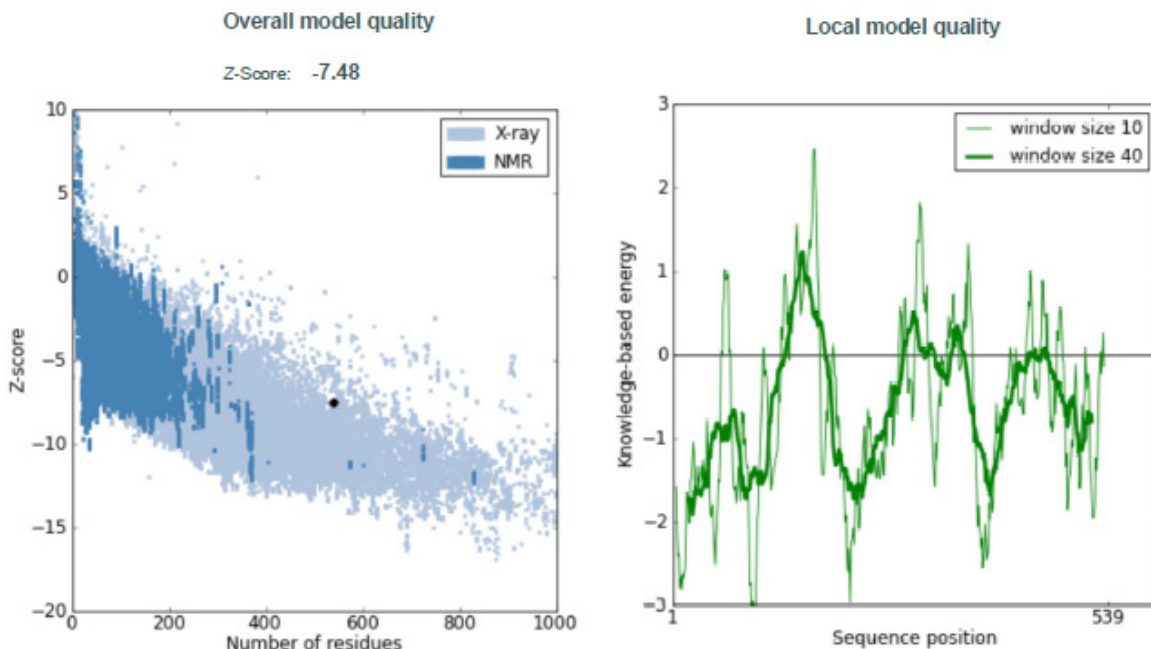 Overall model quality
Z-Score: -7.48
10
5
0
−5
−10
−15
−20
Z-score
X-ray
NMR
0
200
400
600
800
1000
Number of residues
Local model quality
3
2
1
0
−1
−2
−3
Knowledge-based energy
window size 10
window size 40
1
539
Sequence position